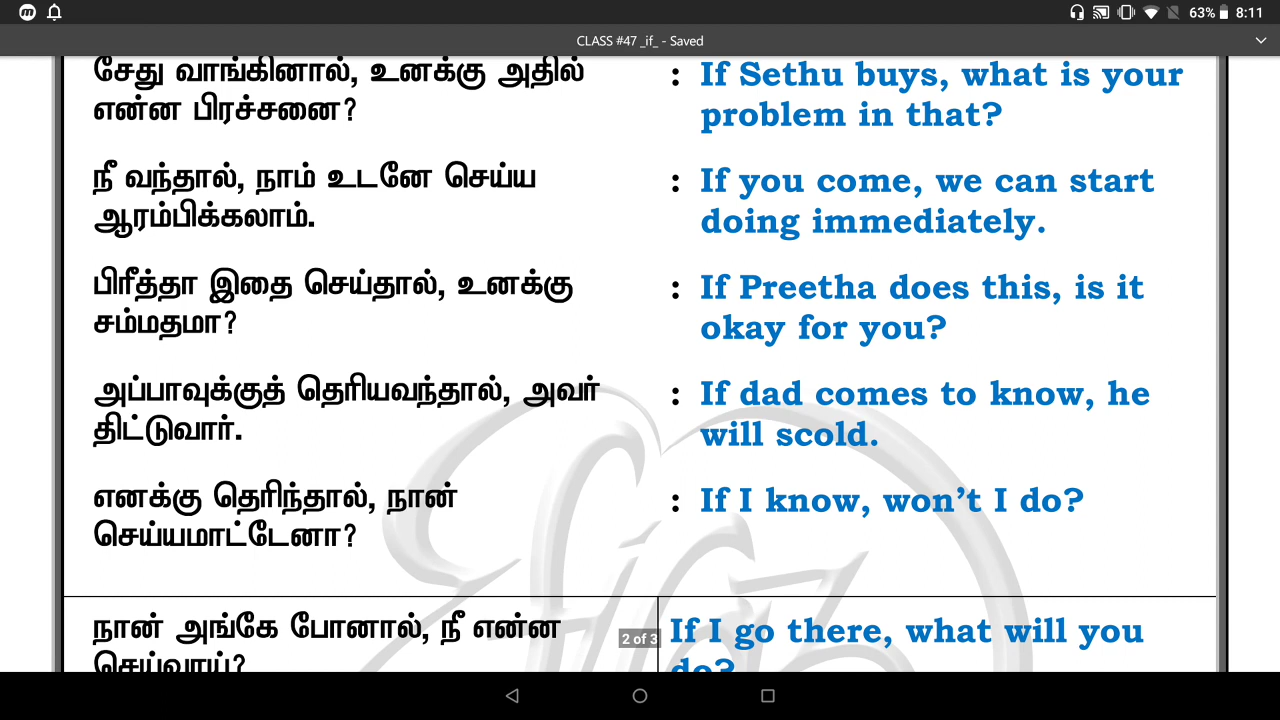 63% 8:11
CLASS #47 _if_ - Saved
சேது வாங்கினால், உனக்கு அதில் : If Sethu buys, what is your
என்ன பிரச்சனை? problem in that?
நீ வந்தால், நாம் உடனே செய்ய : If you come, we can start
ஆரம்பிக்கலாம். doing immediately.
பிரீத்தா இதை செய்தால், உனக்கு : If Preetha does this, is it
சம்மதமா? okay for you?
அப்பாவுக்குத் தெரியவந்தால், அவர் : If dad comes to know, he
திட்டுவார். will scold.
எனக்கு தெரிந்தால், நான் : If I know, won’t I do?
செய்யமாட்டேனா?
நான் அங்கே போனால், நீ என்ன If I go there, what will you
2 of 3
செய்வாய்? do?